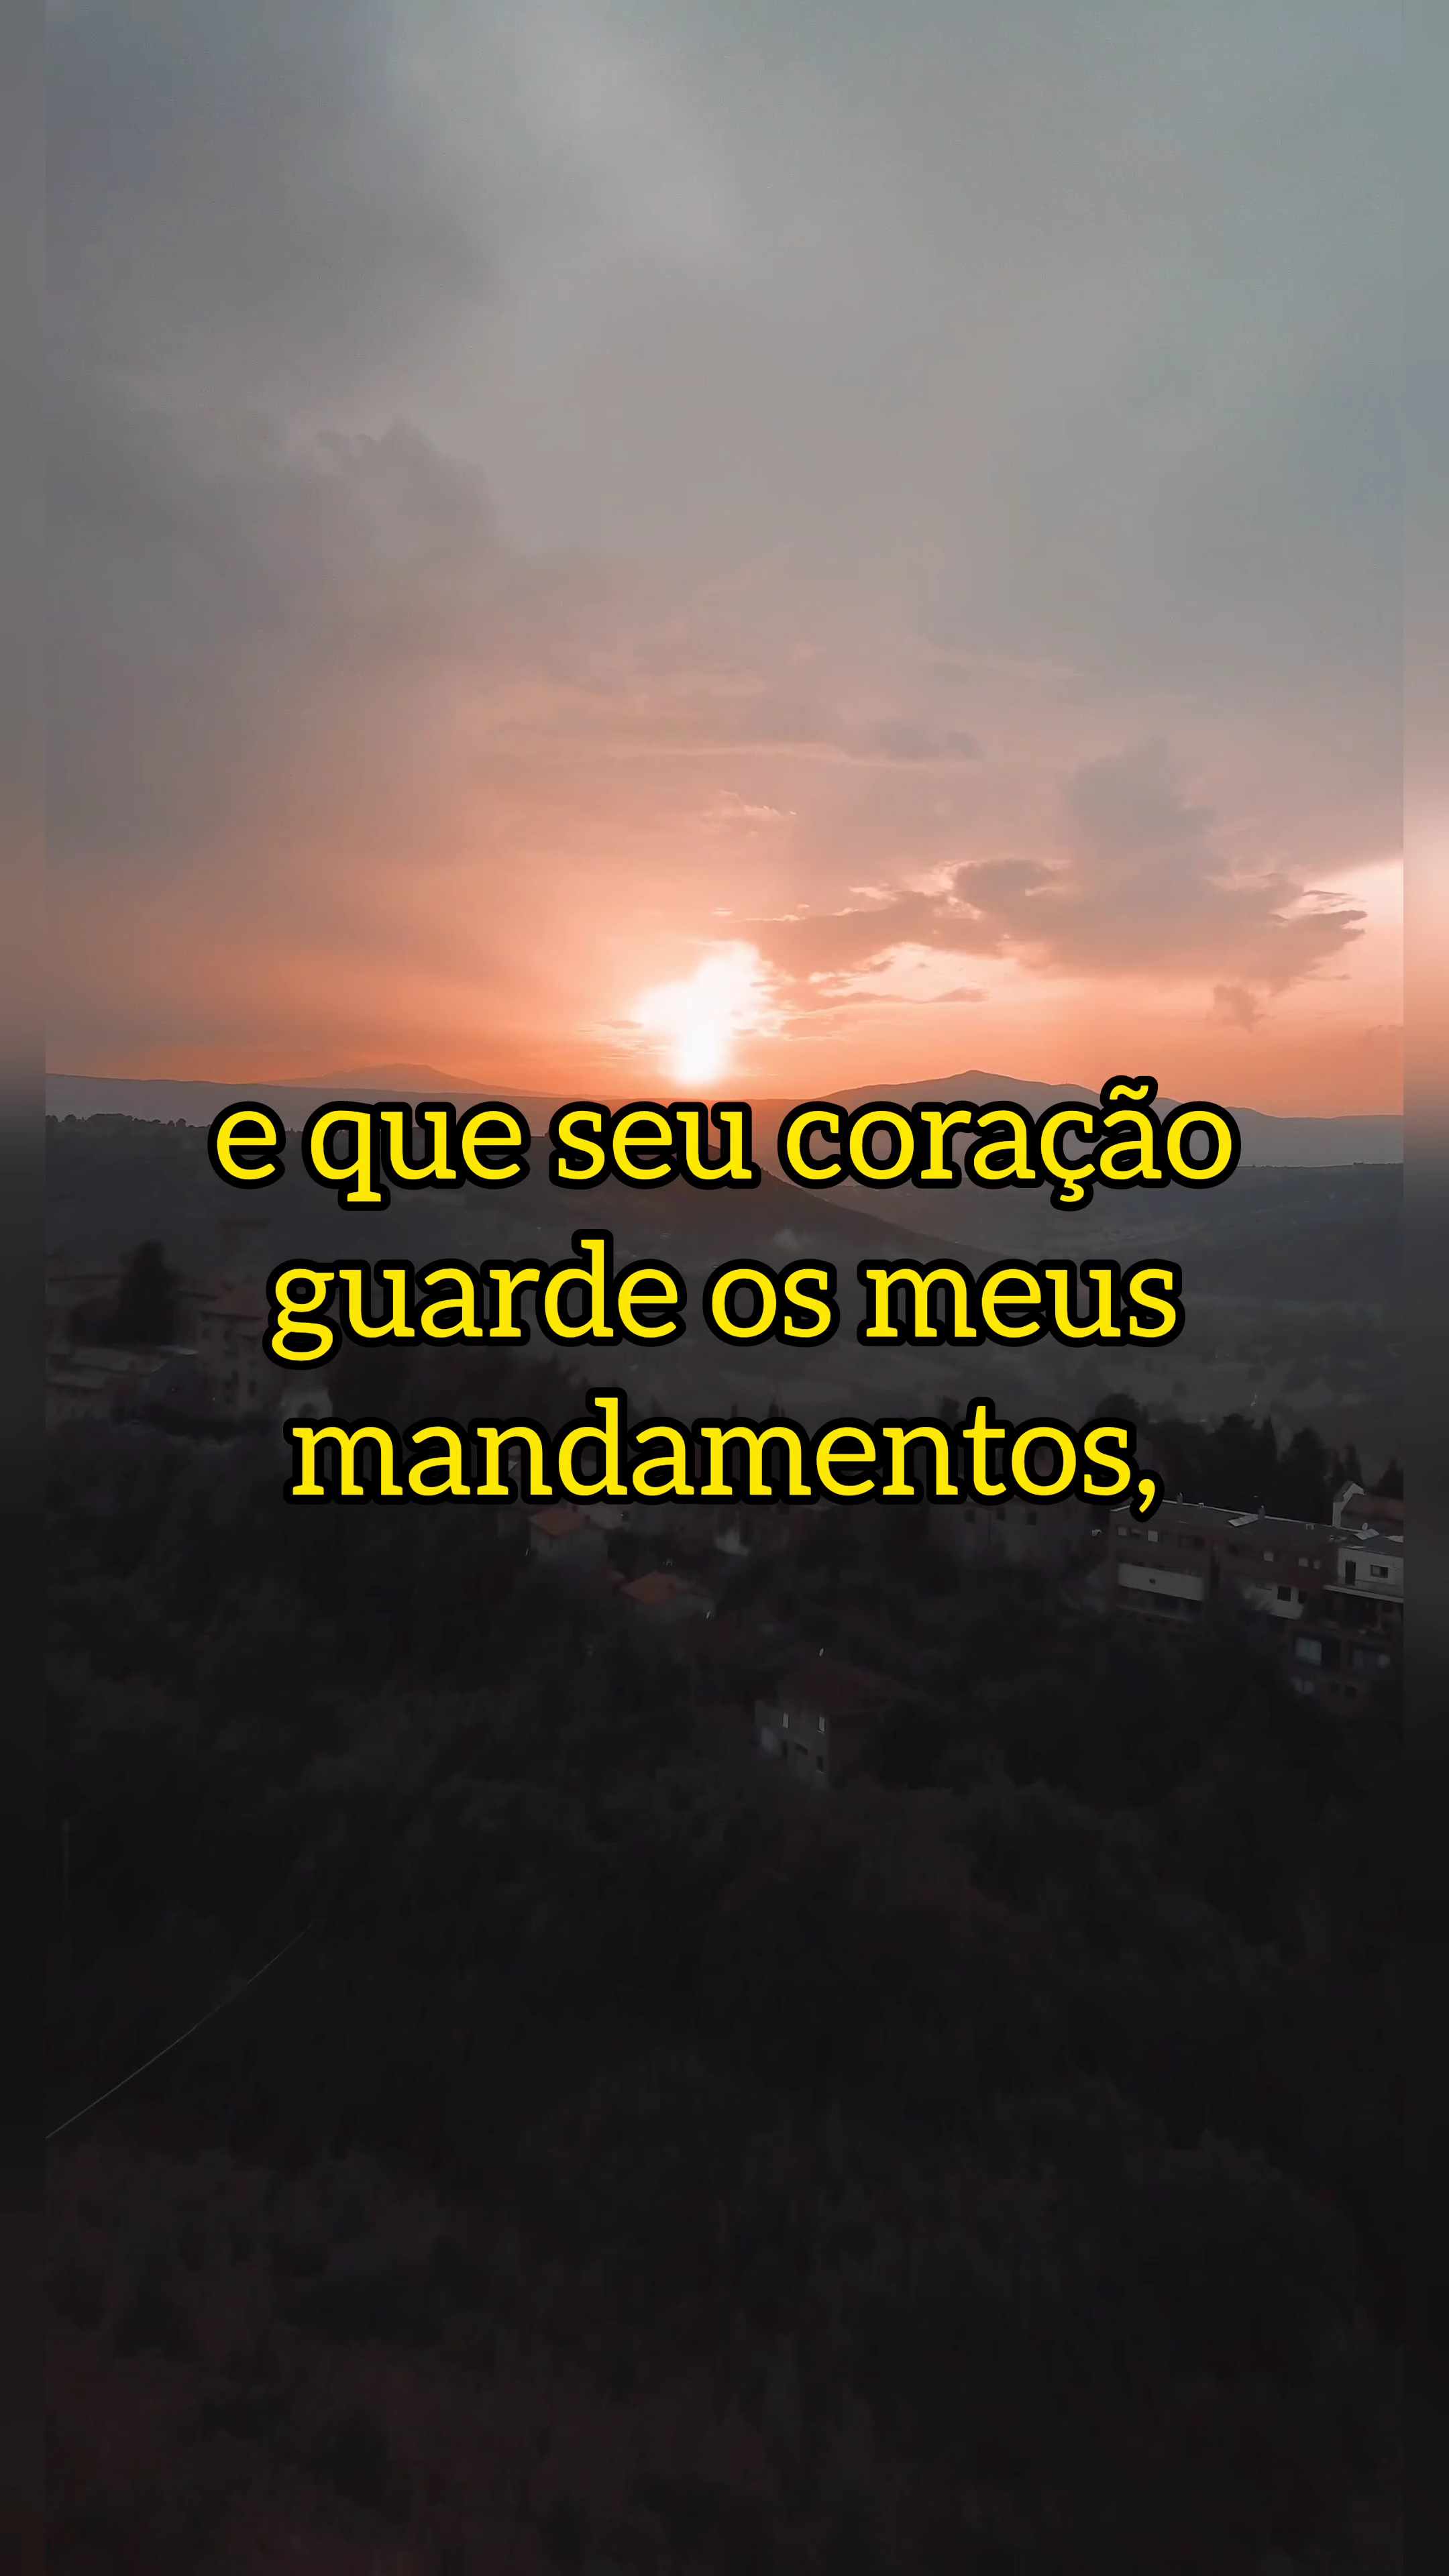 e que seu coração
guarde os meus
mandamentos,